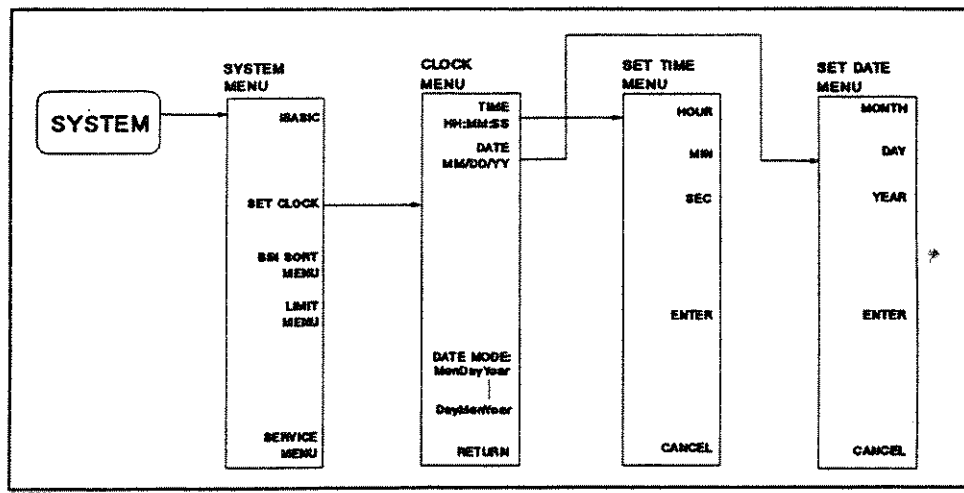 SYSTEM
SYSTEM
MENU
IBASIC
SET CLOCK
BIN SORT
MENU
LIMIT
MENU
SERVICE
MENU
CLOCK
MENU
TIME
HH:MM:SS
DATE
MM/DD/YY
DATE MODE:
MonDayYear
DayMonYear
RETURN
SET TIME
MENU
HOUR
MIN
SEC
ENTER
CANCEL
SET DATE
MENU
MONTH
DAY
YEAR
ENTER
CANCEL